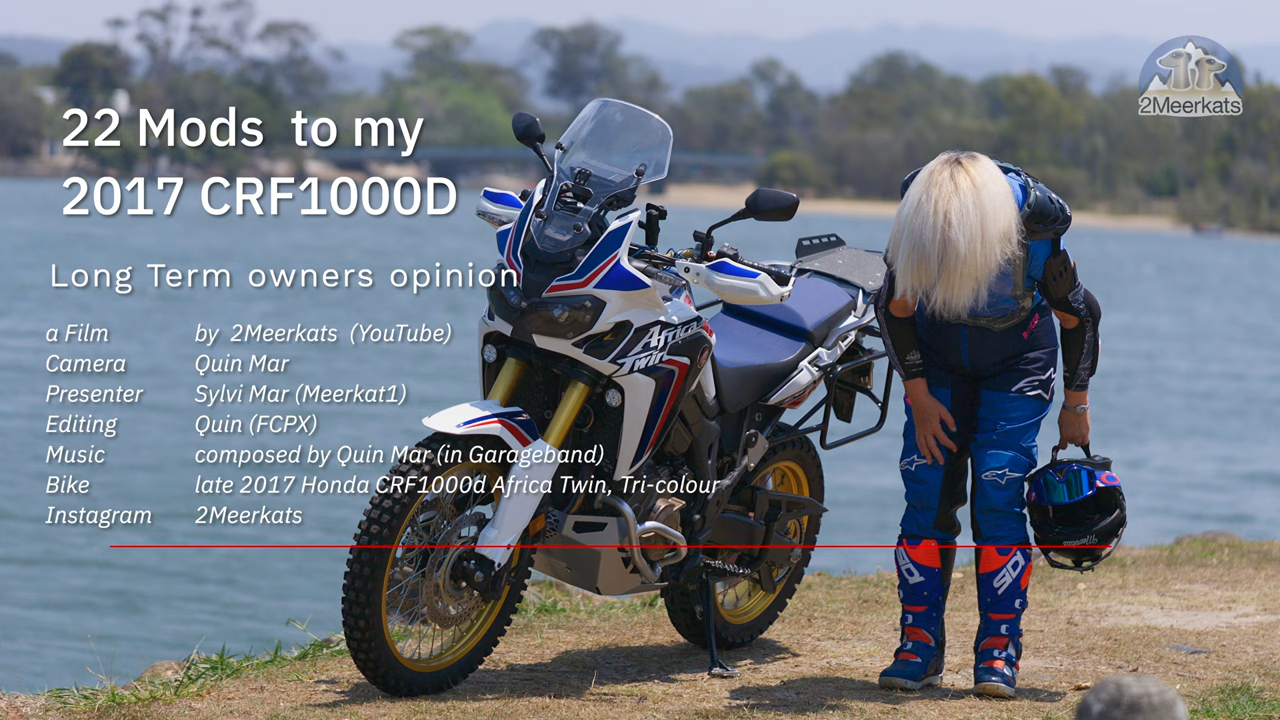 22 Mods to my
2017 CRF1000D
Long Term owners opinion
a Film by 2Meerkats (YouTube)
Camera Quin Mar
Presenter Sylvi Mar (Meerkat1)
Editing Quin (FCPX)
Music composed by Quin Mar (in Garageband)
Bike late 2017 Honda CRF1000d Africa Twin, Tri-colour
Instagram 2Meerkats
2Meerkats
Africa
Twin
SIDI
SIDI